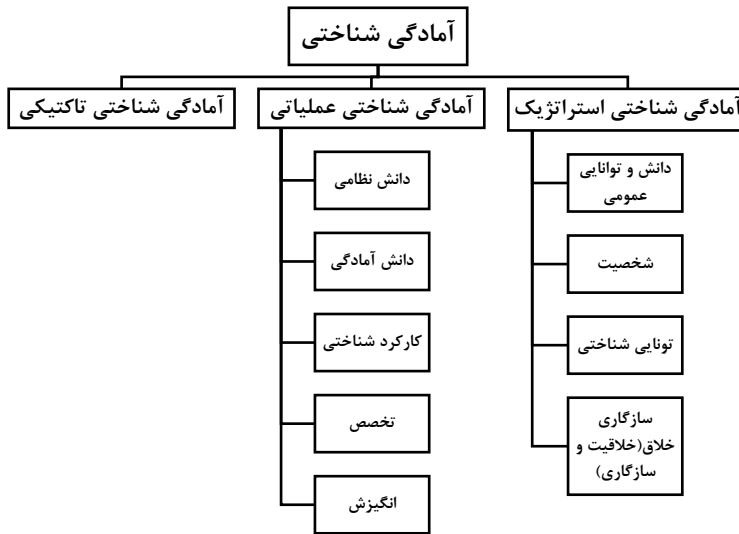 آمادگی شناختی
آمادگی شناختی استراتژیک
آمادگی شناختی عملیاتی
آمادگی شناختی تاکتیکی
دانش و توانایی
عمومی
شخصیت
تونایی شناختی
سازگاری
خلاق(خلاقیت و
سازگاری)
دانش نظامی
دانش آمادگی
کارکرد شناختی
تخصص
انگیزش